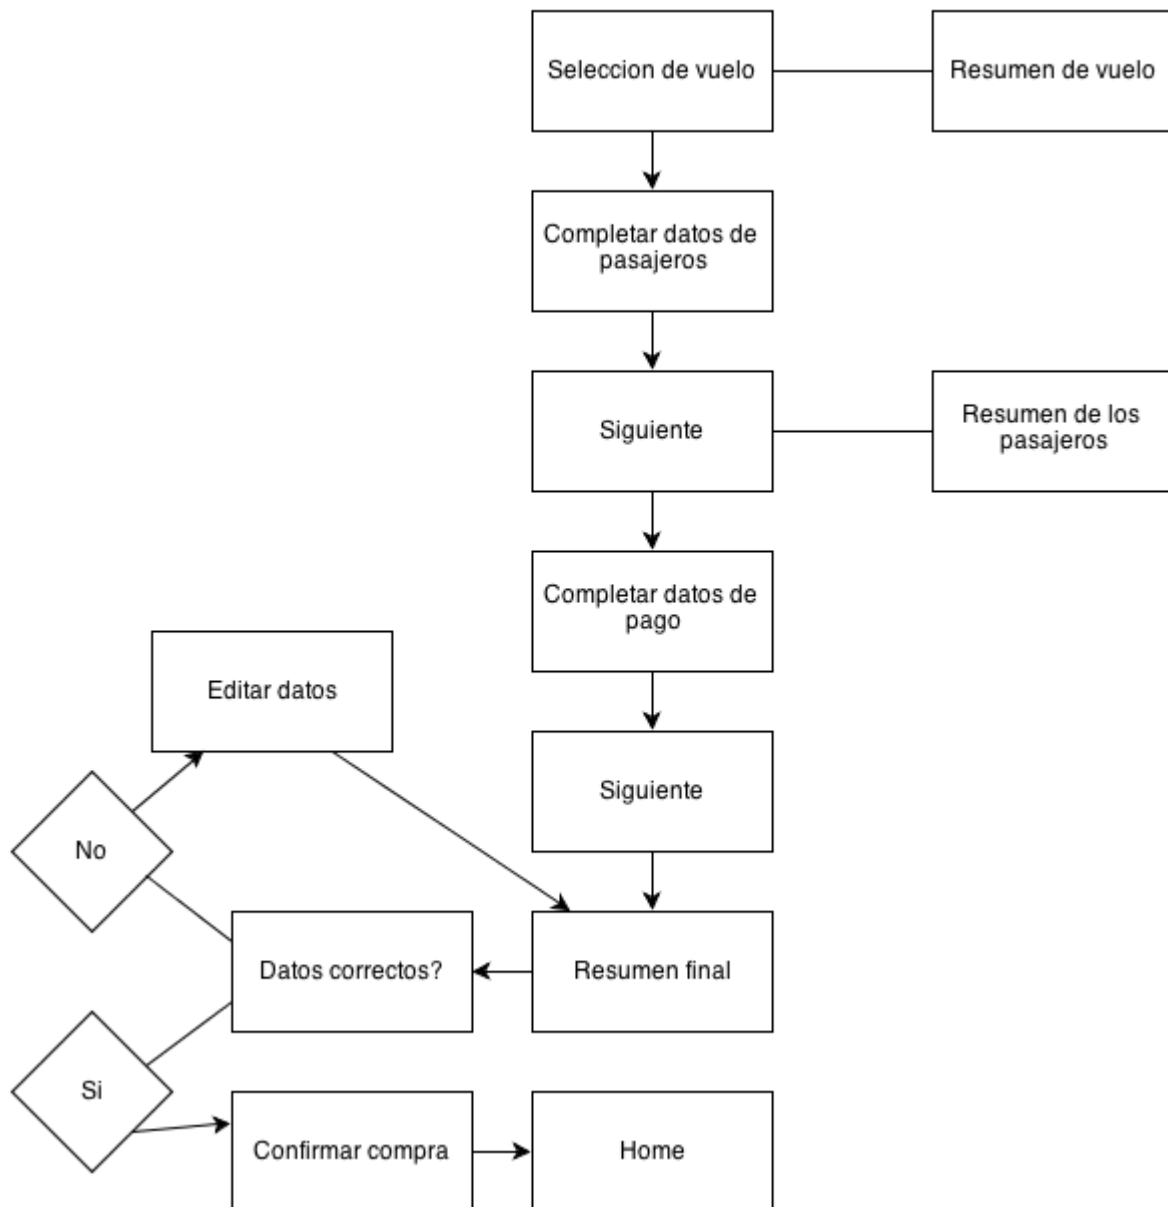 Seleccion de vuelo
Resumen de vuelo
Completar datos de
pasajeros
Siguiente
Resumen de los
pasajeros
Completar datos de
pago
Editar datos
Siguiente
No
Datos correctos?
Resumen final
Si
Confirmar compra
Home